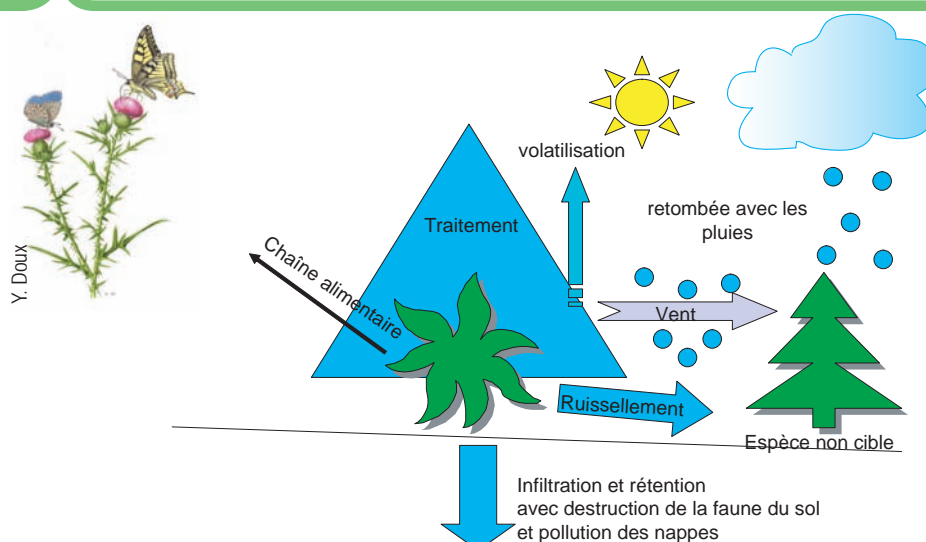 volatilisation
Traitement
retombée avec les
pluies
Chaîne alimentaire
Y. Doux
Vent
Ruissellement
Espèce non cible
Infiltration et rétention
avec destruction de la faune du sol
et pollution des nappes